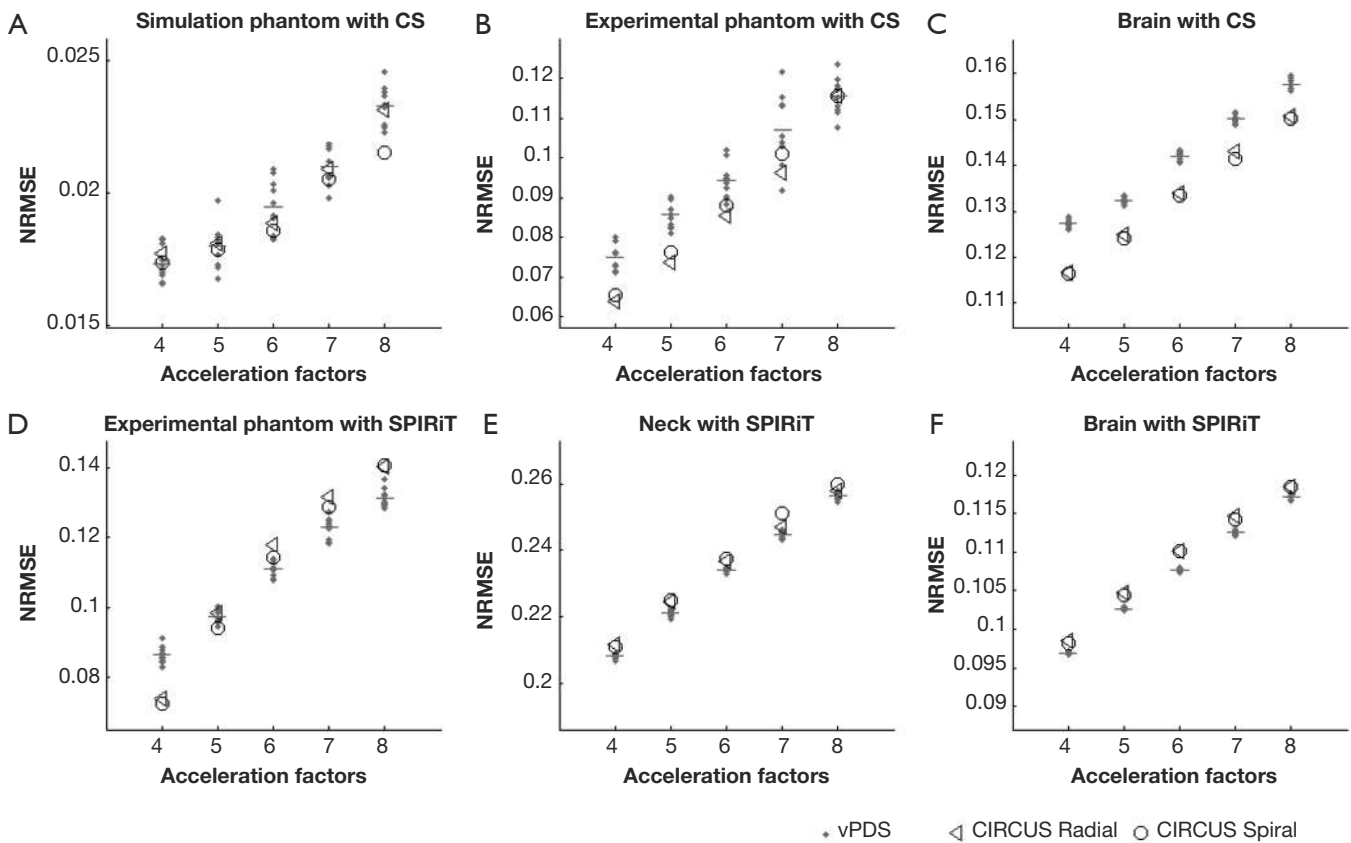 A
Simulation phantom with CS
0.025
0.02
0.015
NRMSE
4 5 6 7 8
Acceleration factors
B
Experimental phantom with CS
0.12
0.11
0.1
0.09
0.08
0.07
0.06
NRMSE
4 5 6 7 8
Acceleration factors
C
Brain with CS
0.16
0.15
0.14
0.13
0.12
0.11
NRMSE
4 5 6 7 8
Acceleration factors
D
Experimental phantom with SPIRiT
0.14
0.12
0.1
0.08
NRMSE
4 5 6 7 8
Acceleration factors
E
Neck with SPIRiT
0.26
0.24
0.22
0.2
NRMSE
4 5 6 7 8
Acceleration factors
F
Brain with SPIRiT
0.12
0.115
0.11
0.105
0.1
0.095
0.09
NRMSE
4 5 6 7 8
Acceleration factors
vPDS CIRCUS Radial CIRCUS Spiral